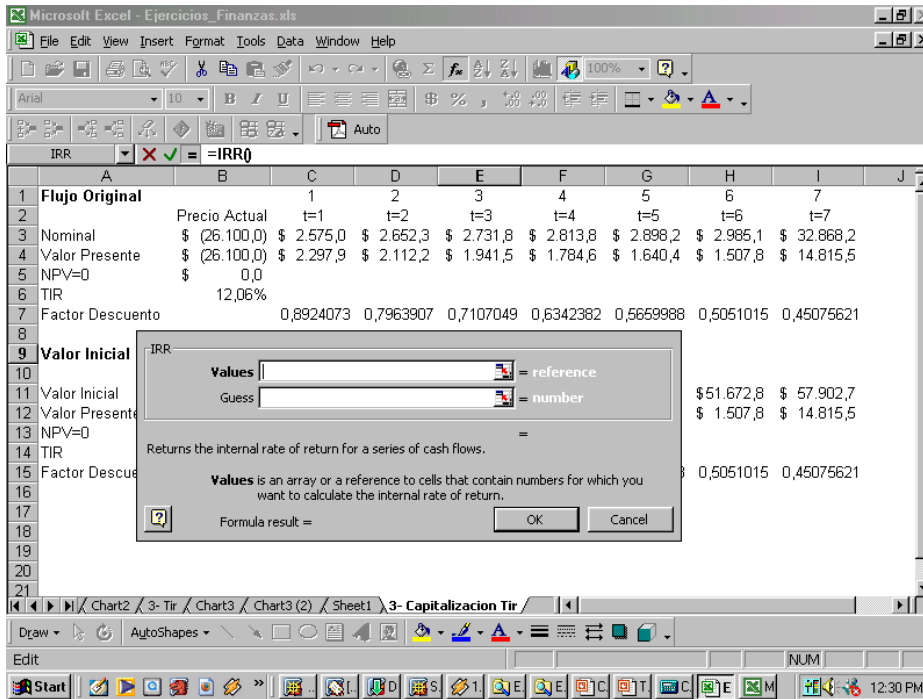 Microsoft Excel - Ejercicios_Finanzas.xls
File Edit View Insert Format Tools Data Window Help
100%
Arial 10 B I U $ % ,
Auto
IRR = =IRR()
A B C D E F G H I J
1 Flujo Original 1 2 3 4 5 6 7
2 Precio Actual t=1 t=2 t=3 t=4 t=5 t=6 t=7
3 Nominal $ (26.100,0) $ 2.575,0 $ 2.652,3 $ 2.731,8 $ 2.813,8 $ 2.898,2 $ 2.985,1 $ 32.868,2
4 Valor Presente $ (26.100,0) $ 2.297,9 $ 2.112,2 $ 1.941,5 $ 1.784,6 $ 1.640,4 $ 1.507,8 $ 14.815,5
5 NPV=0 $ 0,0
6 TIR 12,06%
7 Factor Descuento 0,8924073 0,7963907 0,7107049 0,6342382 0,5659988 0,5051015 0,45075621
8
9 Valor Inicial
10
11 Valor Inicial $51.672,8 $ 57.902,7
12 Valor Presente $ 1.507,8 $ 14.815,5
13 NPV=0
14 TIR
15 Factor Descue 0,5051015 0,45075621
16
17
18
19
20
21
IRR
Values = reference
Guess = number
=
Returns the internal rate of return for a series of cash flows.
Values is an array or a reference to cells that contain numbers for which you
want to calculate the internal rate of return.
Formula result =
OK Cancel
Chart2 / 3- Tir / Chart3 / Chart3 (2) / Sheet1 \ 3- Capitalizacion Tir /
Draw AutoShapes
Edit NUM
Start 12:30 PM